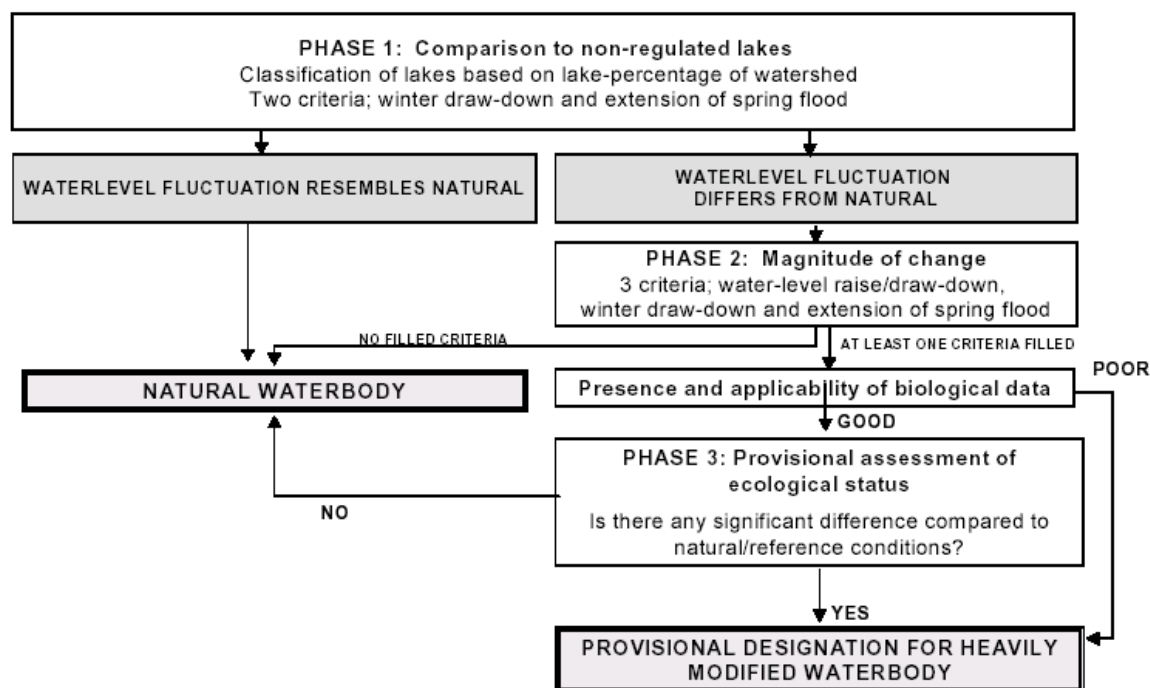 PHASE 1: Comparison to non-regulated lakes
Classification of lakes based on lake-percentage of watershed
Two criteria; winter draw-down and extension of spring flood
WATERLEVEL FLUCTUATION RESEMBLES NATURAL
WATERLEVEL FLUCTUATION
DIFFERS FROM NATURAL
PHASE 2: Magnitude of change
3 criteria; water-level raise/draw-down,
winter draw-down and extension of spring flood
NO FILLED CRITERIA
AT LEAST ONE CRITERIA FILLED
POOR
NATURAL WATERBODY
Presence and applicability of biological data
GOOD
PHASE 3: Provisional assessment of
ecological status
Is there any significant difference compared to
natural/reference conditions?
NO
YES
PROVISIONAL DESIGNATION FOR HEAVILY
MODIFIED WATERBODY